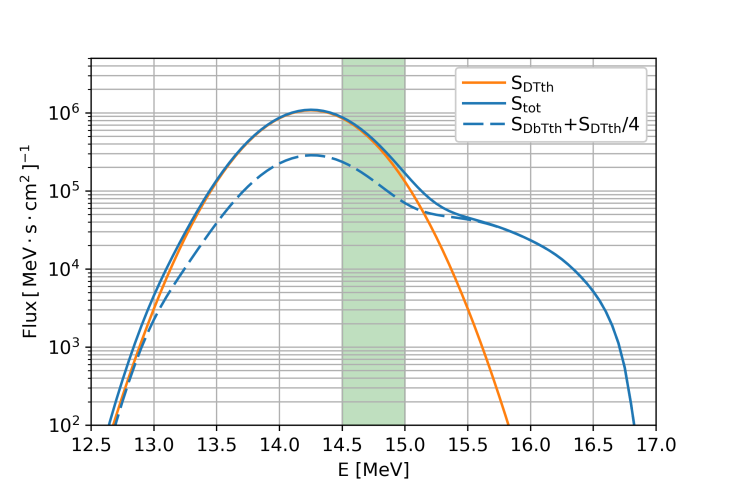 S_DTth
S_tot
S_DbTth+S_DTth/4
10^6
10^5
10^4
10^3
10^2
Flux [MeV · s · cm^2 ]^−1
12.5 13.0 13.5 14.0 14.5 15.0 15.5 16.0 16.5 17.0
E [MeV]